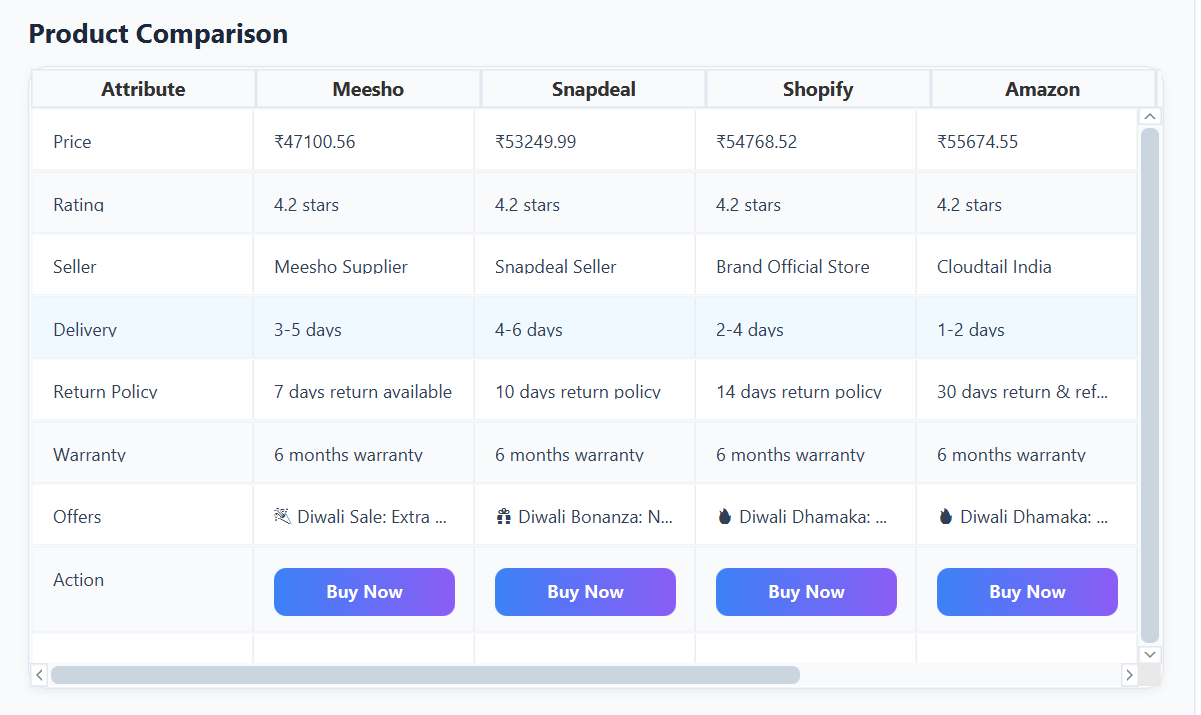 Product Comparison
Attribute Meesho Snapdeal Shopify Amazon
Price ₹47100.56 ₹53249.99 ₹54768.52 ₹55674.55
Rating 4.2 stars 4.2 stars 4.2 stars 4.2 stars
Seller Meesho Supplier Snapdeal Seller Brand Official Store Cloudtail India
Delivery 3-5 days 4-6 days 2-4 days 1-2 days
Return Policy 7 days return available 10 days return policy 14 days return policy 30 days return & ref...
Warranty 6 months warranty 6 months warranty 6 months warranty 6 months warranty
Offers Diwali Sale: Extra ... Diwali Bonanza: N... Diwali Dhamaka: ... Diwali Dhamaka: ...
Action Buy Now Buy Now Buy Now Buy Now